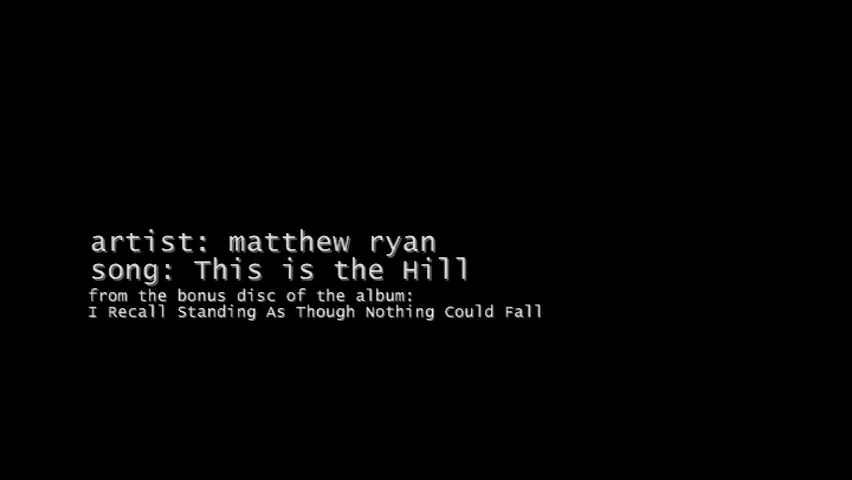 artist: matthew ryan
song: This is the Hill
from the bonus disc of the album:
I Recall Standing As Though Nothing Could Fall